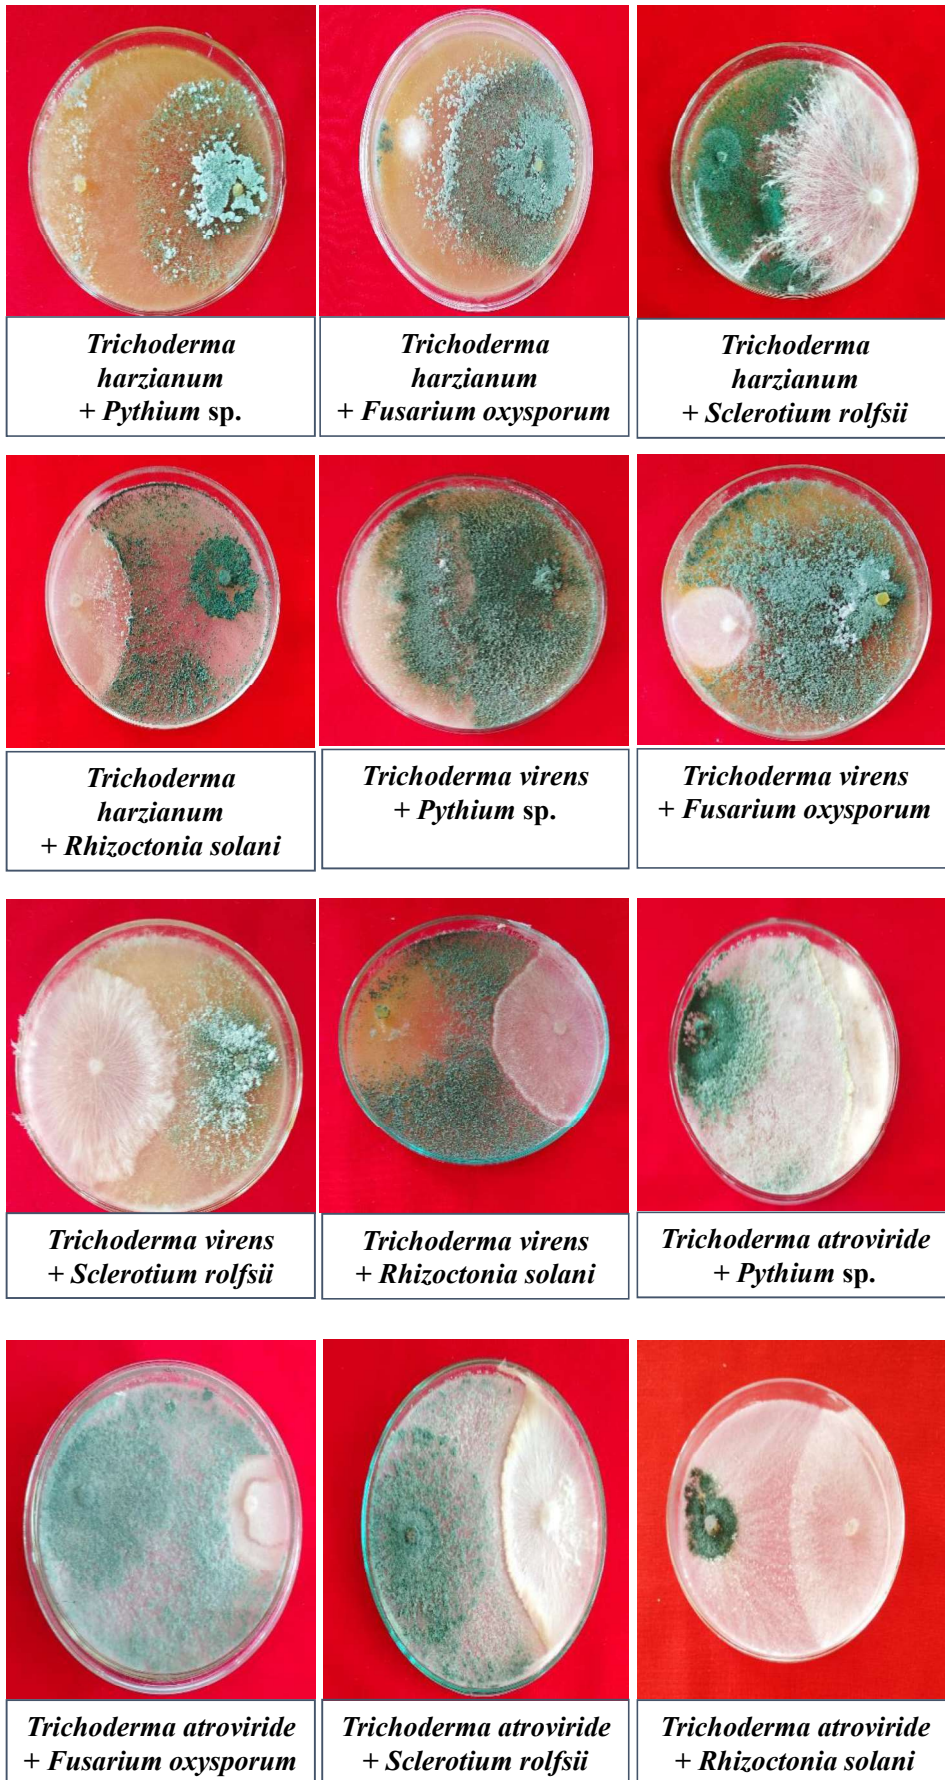 Trichoderma
harzianum
+ Pythium sp.
Trichoderma
harzianum
+ Fusarium oxysporum
Trichoderma
harzianum
+ Sclerotium rolfsii
Trichoderma
harzianum
+ Rhizoctonia solani
Trichoderma virens
+ Pythium sp.
Trichoderma virens
+ Fusarium oxysporum
Trichoderma virens
+ Sclerotium rolfsii
Trichoderma virens
+ Rhizoctonia solani
Trichoderma atroviride
+ Pythium sp.
Trichoderma atroviride
+ Fusarium oxysporum
Trichoderma atroviride
+ Sclerotium rolfsii
Trichoderma atroviride
+ Rhizoctonia solani